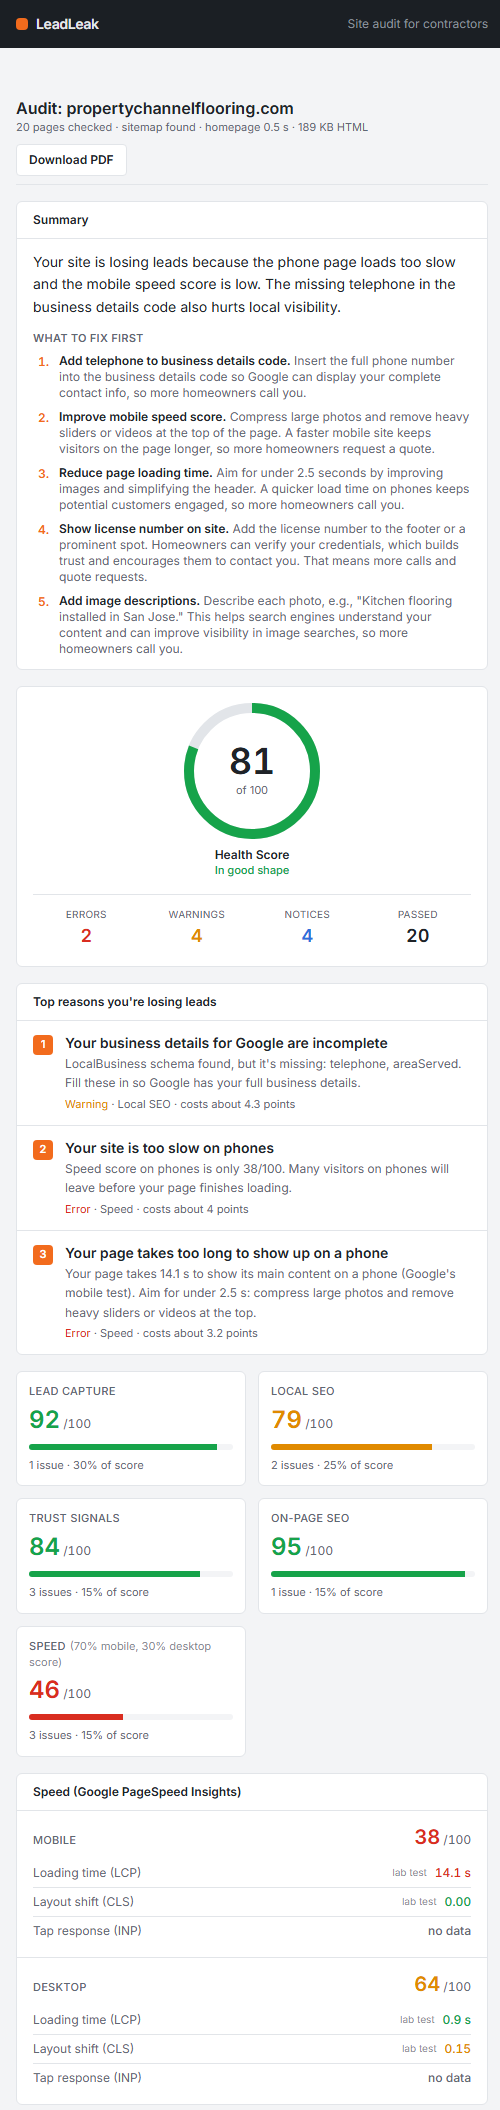 LeadLeak
Site audit for contractors
Audit: propertychannelflooring.com
20 pages checked · sitemap found · homepage 0.5 s · 189 KB HTML
Download PDF
Summary
Your site is losing leads because the phone page loads too slow
and the mobile speed score is low. The missing telephone in the
business details code also hurts local visibility.
WHAT TO FIX FIRST
1. Add telephone to business details code. Insert the full phone number
into the business details code so Google can display your complete
contact info, so more homeowners call you.
2. Improve mobile speed score. Compress large photos and remove heavy
sliders or videos at the top of the page. A faster mobile site keeps
visitors on the page longer, so more homeowners request a quote.
3. Reduce page loading time. Aim for under 2.5 seconds by improving
images and simplifying the header. A quicker load time on phones keeps
potential customers engaged, so more homeowners call you.
4. Show license number on site. Add the license number to the footer or a
prominent spot. Homeowners can verify your credentials, which builds
trust and encourages them to contact you. That means more calls and
quote requests.
5. Add image descriptions. Describe each photo, e.g., "Kitchen flooring
installed in San Jose." This helps search engines understand your
content and can improve visibility in image searches, so more
homeowners call you.
81
of 100
Health Score
In good shape
ERRORS
2
WARNINGS
4
NOTICES
4
PASSED
20
Top reasons you're losing leads
1 Your business details for Google are incomplete
LocalBusiness schema found, but it's missing: telephone, areaServed.
Fill these in so Google has your full business details.
Warning · Local SEO · costs about 4.3 points
2 Your site is too slow on phones
Speed score on phones is only 38/100. Many visitors on phones will
leave before your page finishes loading.
Error · Speed · costs about 4 points
3 Your page takes too long to show up on a phone
Your page takes 14.1 s to show its main content on a phone (Google's
mobile test). Aim for under 2.5 s: compress large photos and remove
heavy sliders or videos at the top.
Error · Speed · costs about 3.2 points
LEAD CAPTURE
92 /100
1 issue · 30% of score
LOCAL SEO
79 /100
2 issues · 25% of score
TRUST SIGNALS
84 /100
3 issues · 15% of score
ON-PAGE SEO
95 /100
1 issue · 15% of score
SPEED (70% mobile, 30% desktop
score)
46 /100
3 issues · 15% of score
Speed (Google PageSpeed Insights)
MOBILE 38 /100
Loading time (LCP) lab test 14.1 s
Layout shift (CLS) lab test 0.00
Tap response (INP) no data
DESKTOP 64 /100
Loading time (LCP) lab test 0.9 s
Layout shift (CLS) lab test 0.15
Tap response (INP) no data